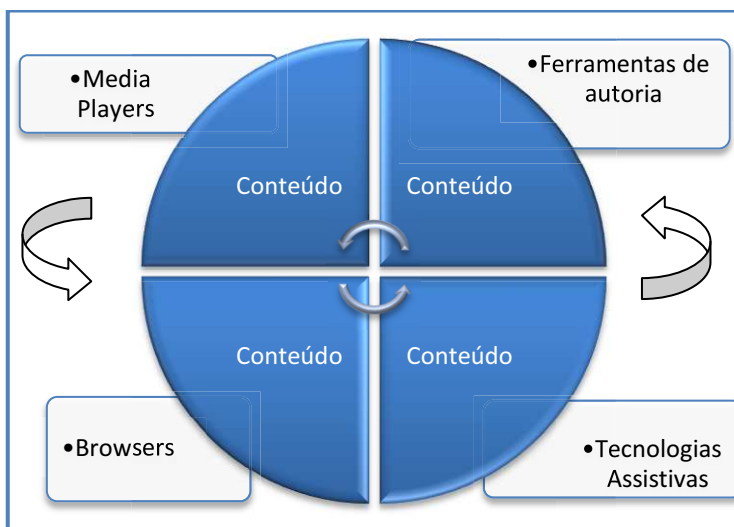 •Media
Players
•Ferramentas de
autoria
Conteúdo
Conteúdo
Conteúdo
Conteúdo
•Browsers
•Tecnologias
Assistivas